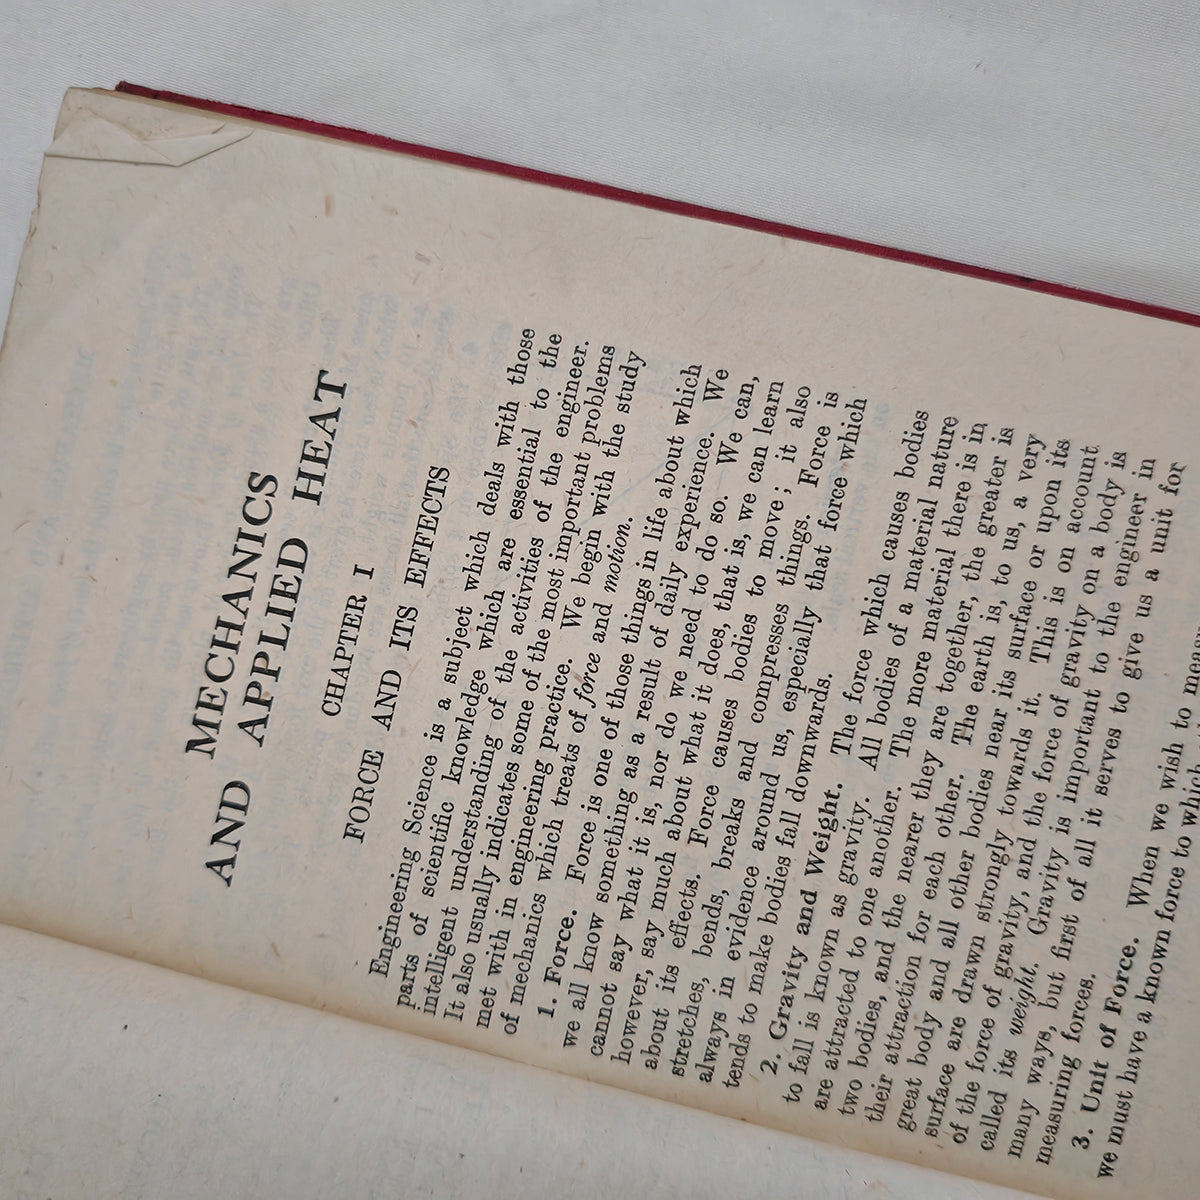 MECHANICS
AND APPLIED HEAT
CHAPTER I
FORCE AND ITS EFFECTS
Engineering Science is a subject which deals with those
parts of scientific knowledge which are essential to the
intelligent understanding of the activities of the engineer.
It also usually indicates some of the most important problems
met with in engineering practice. We begin with the study
of mechanics which treats of force and motion.
1. Force. Force is one of those things in life about which
we all know something as a result of daily experience. We
cannot say what it is, nor do we need to do so. We can,
however, say much about what it does, that is, we can learn
about its effects. Force causes bodies to move; it also
stretches, bends, breaks and compresses things. Force is
always in evidence around us, especially that force which
tends to make bodies fall downwards.
2. Gravity and Weight. The force which causes bodies
to fall is known as gravity. All bodies of a material nature
are attracted to one another. The more material there is in
two bodies, and the nearer they are together, the greater is
their attraction for each other. The earth is, to us, a very
great body and all other bodies near its surface or upon its
surface are drawn strongly towards it. This is on account
of the force of gravity, and the force of gravity on a body is
called its weight. Gravity is important to the engineer in
many ways, but first of all it serves to give us a unit for
measuring forces.
3. Unit of Force. When we wish to
we must have a known force to which